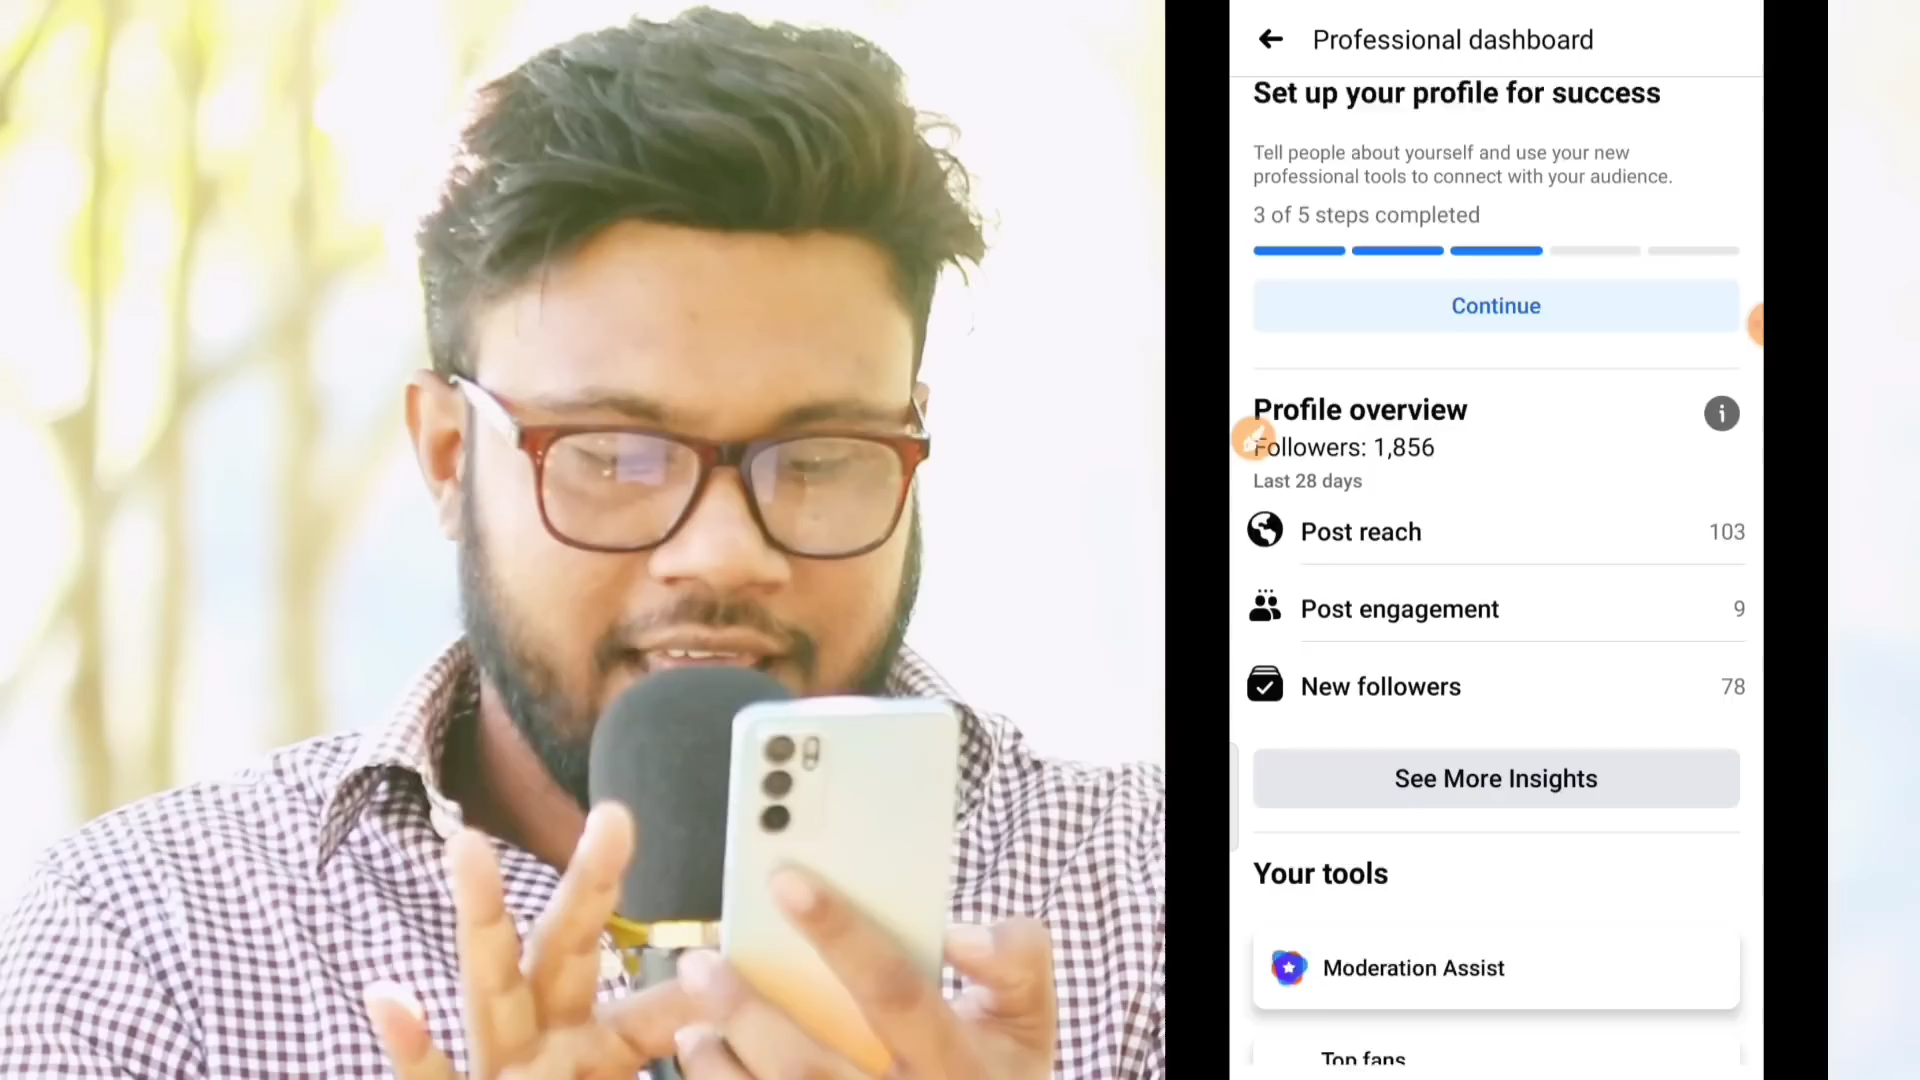 Professional dashboard
Set up your profile for success
Tell people about yourself and use your new
professional tools to connect with your audience.
3 of 5 steps completed
Continue
Profile overview
Followers: 1,856
Last 28 days
Post reach 103
Post engagement 9
New followers 78
See More Insights
Your tools
Moderation Assist
Top fans